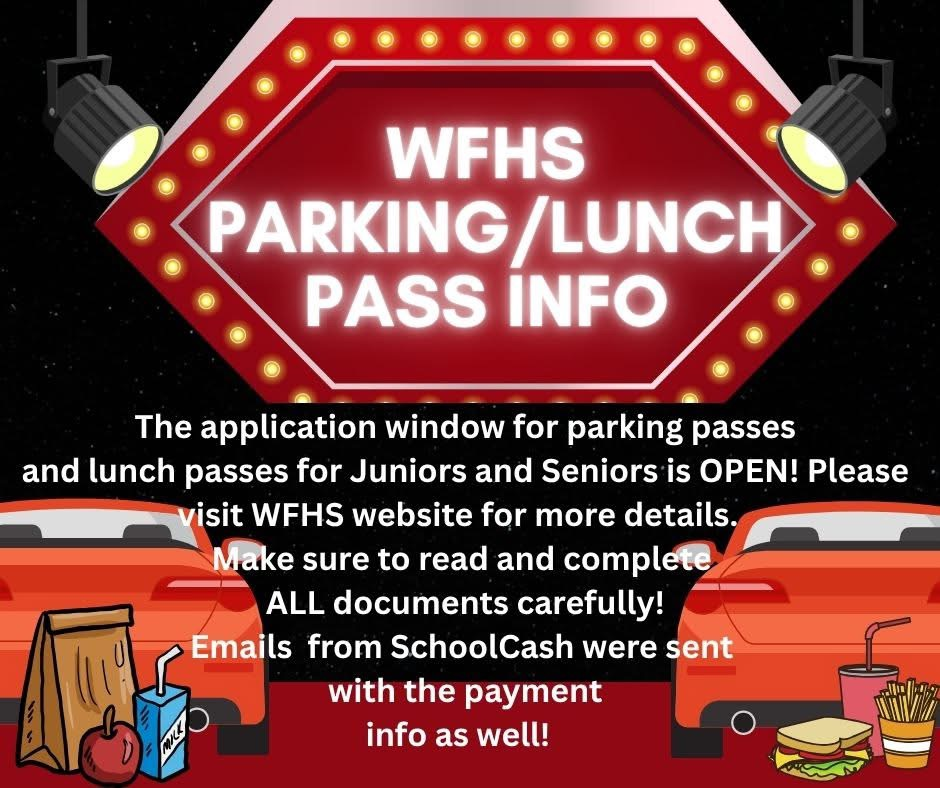 WFHS
PARKING/LUNCH
PASS INFO
The application window for parking passes
and lunch passes for Juniors and Seniors is OPEN! Please
visit WFHS website for more details.
Make sure to read and complete
ALL documents carefully!
Emails from SchoolCash were sent
with the payment
info as well!
MILK